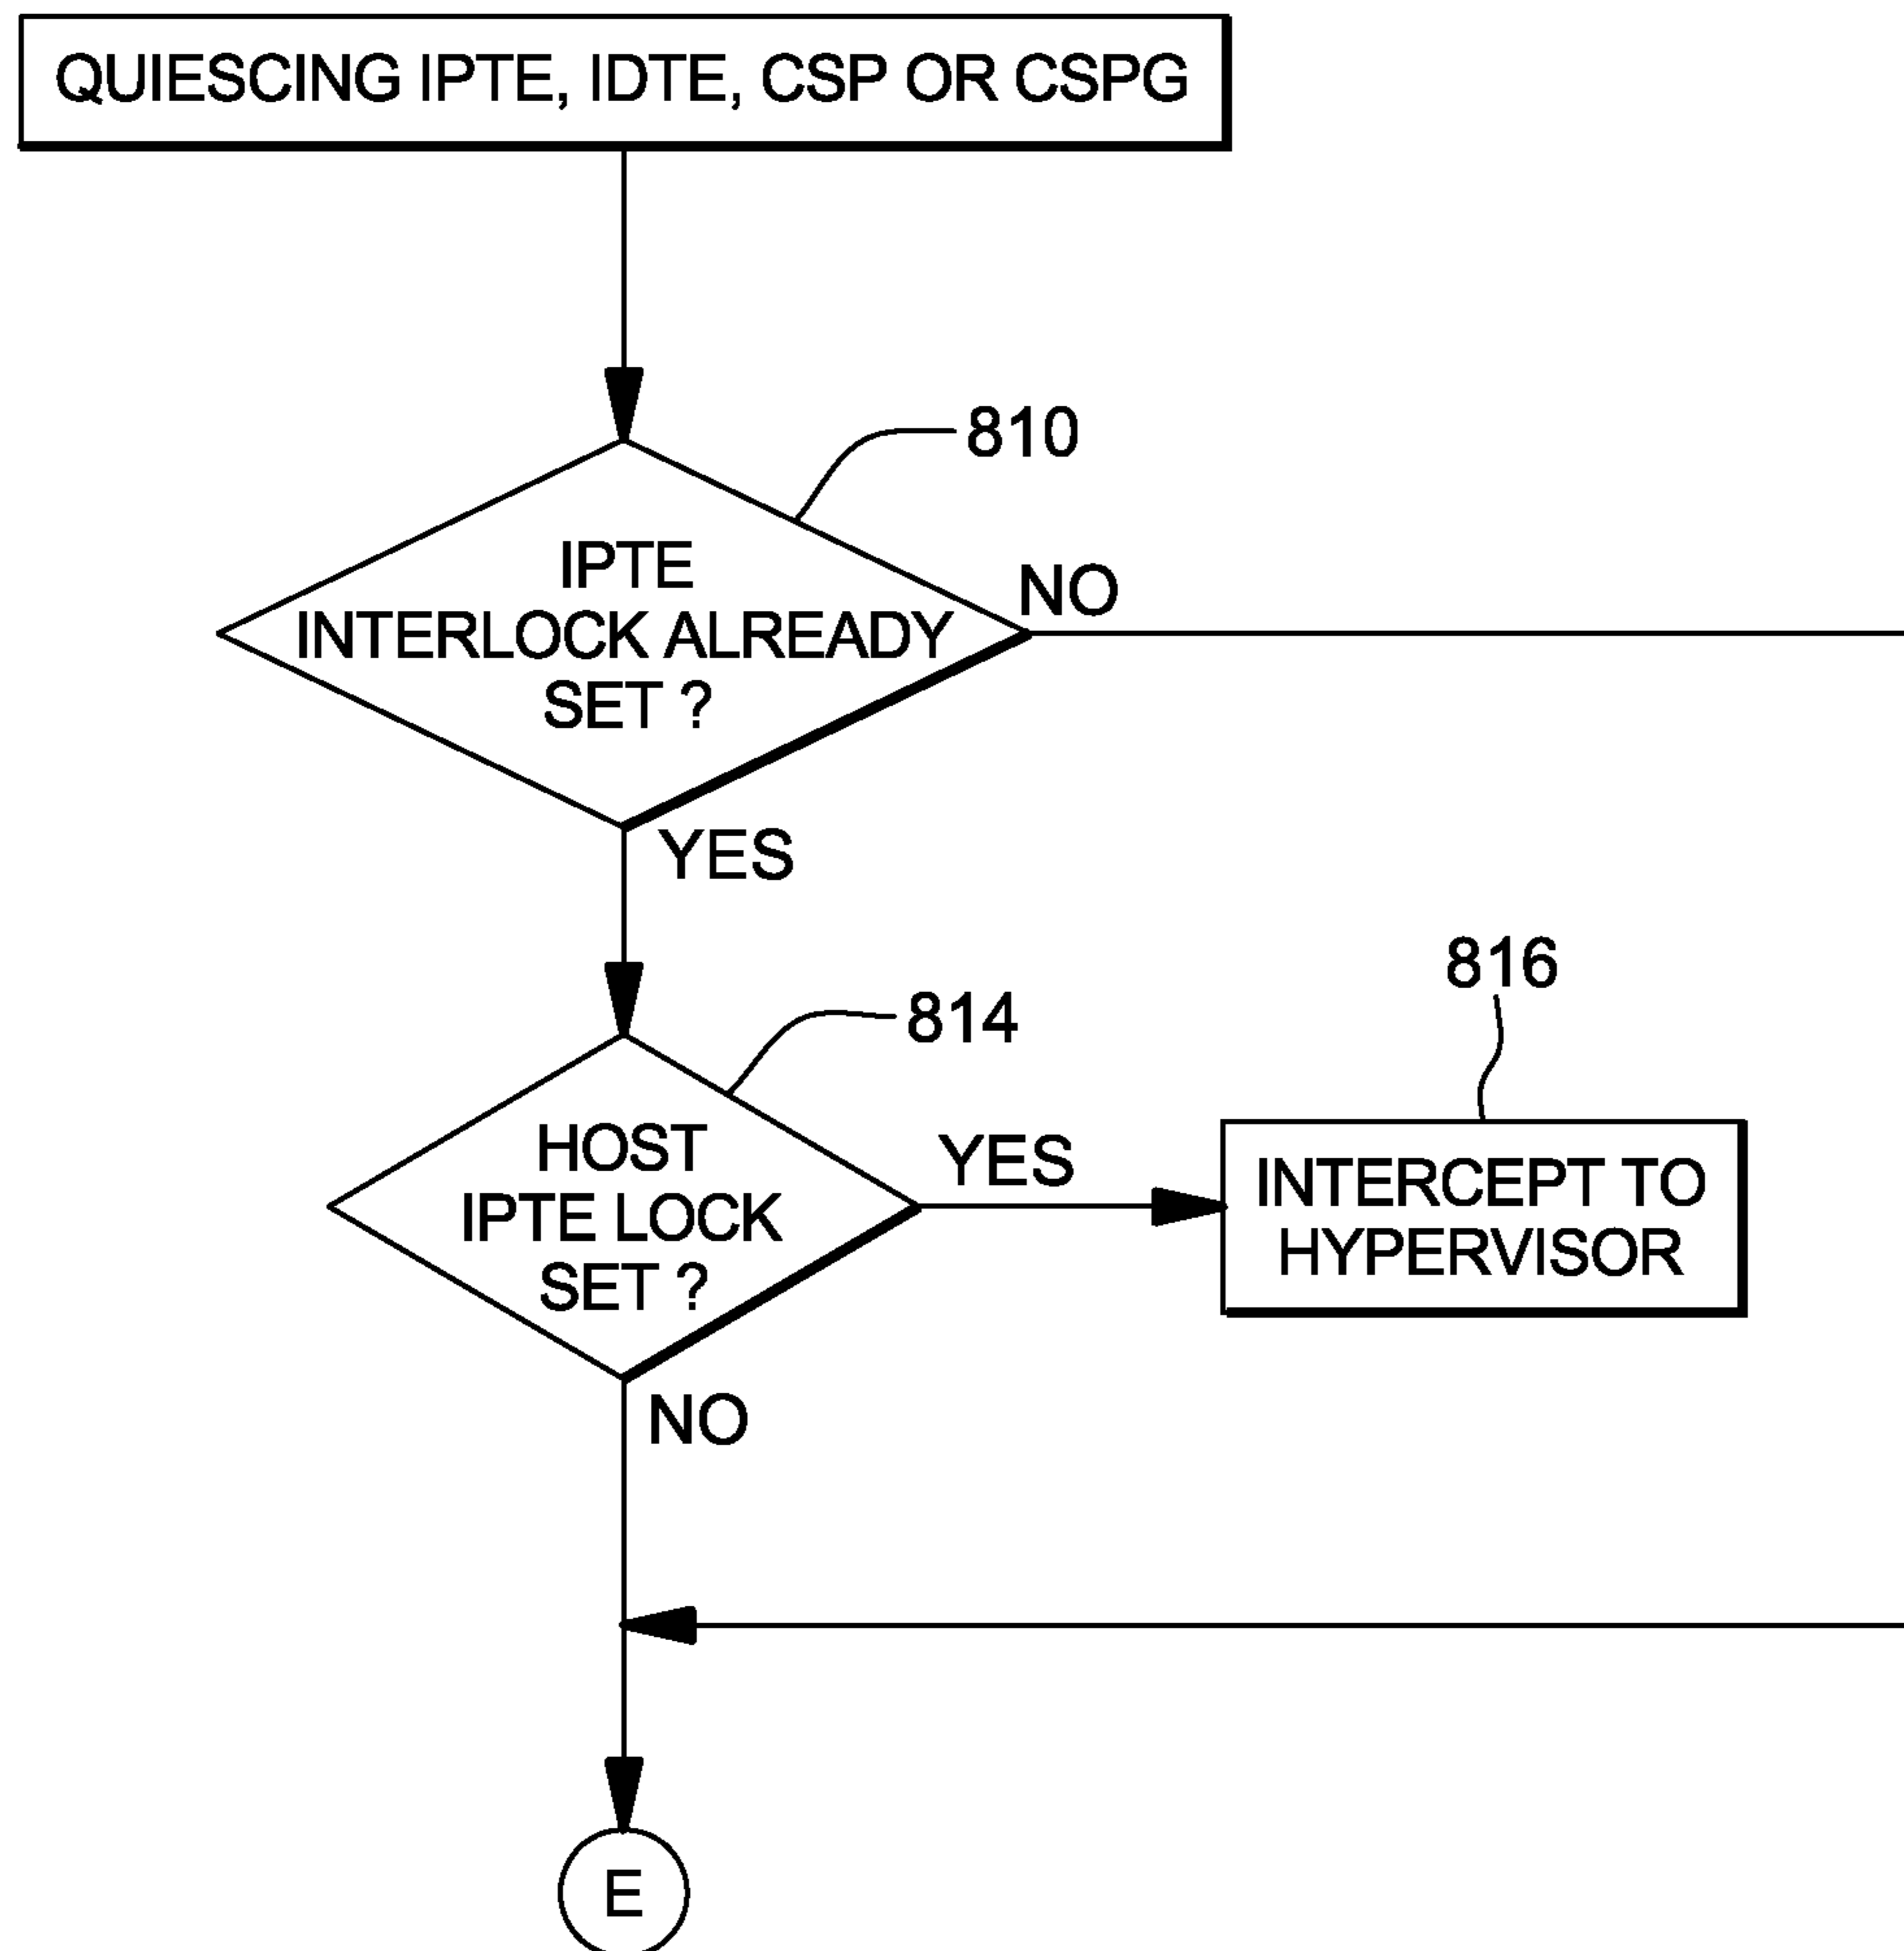 QUIESCING IPTE, IDTE, CSP OR CSPG
810
IPTE
INTERLOCK ALREADY
SET ?
NO
YES
814
816
HOST
IPTE LOCK
SET ?
YES
INTERCEPT TO
HYPERVISOR
NO
E